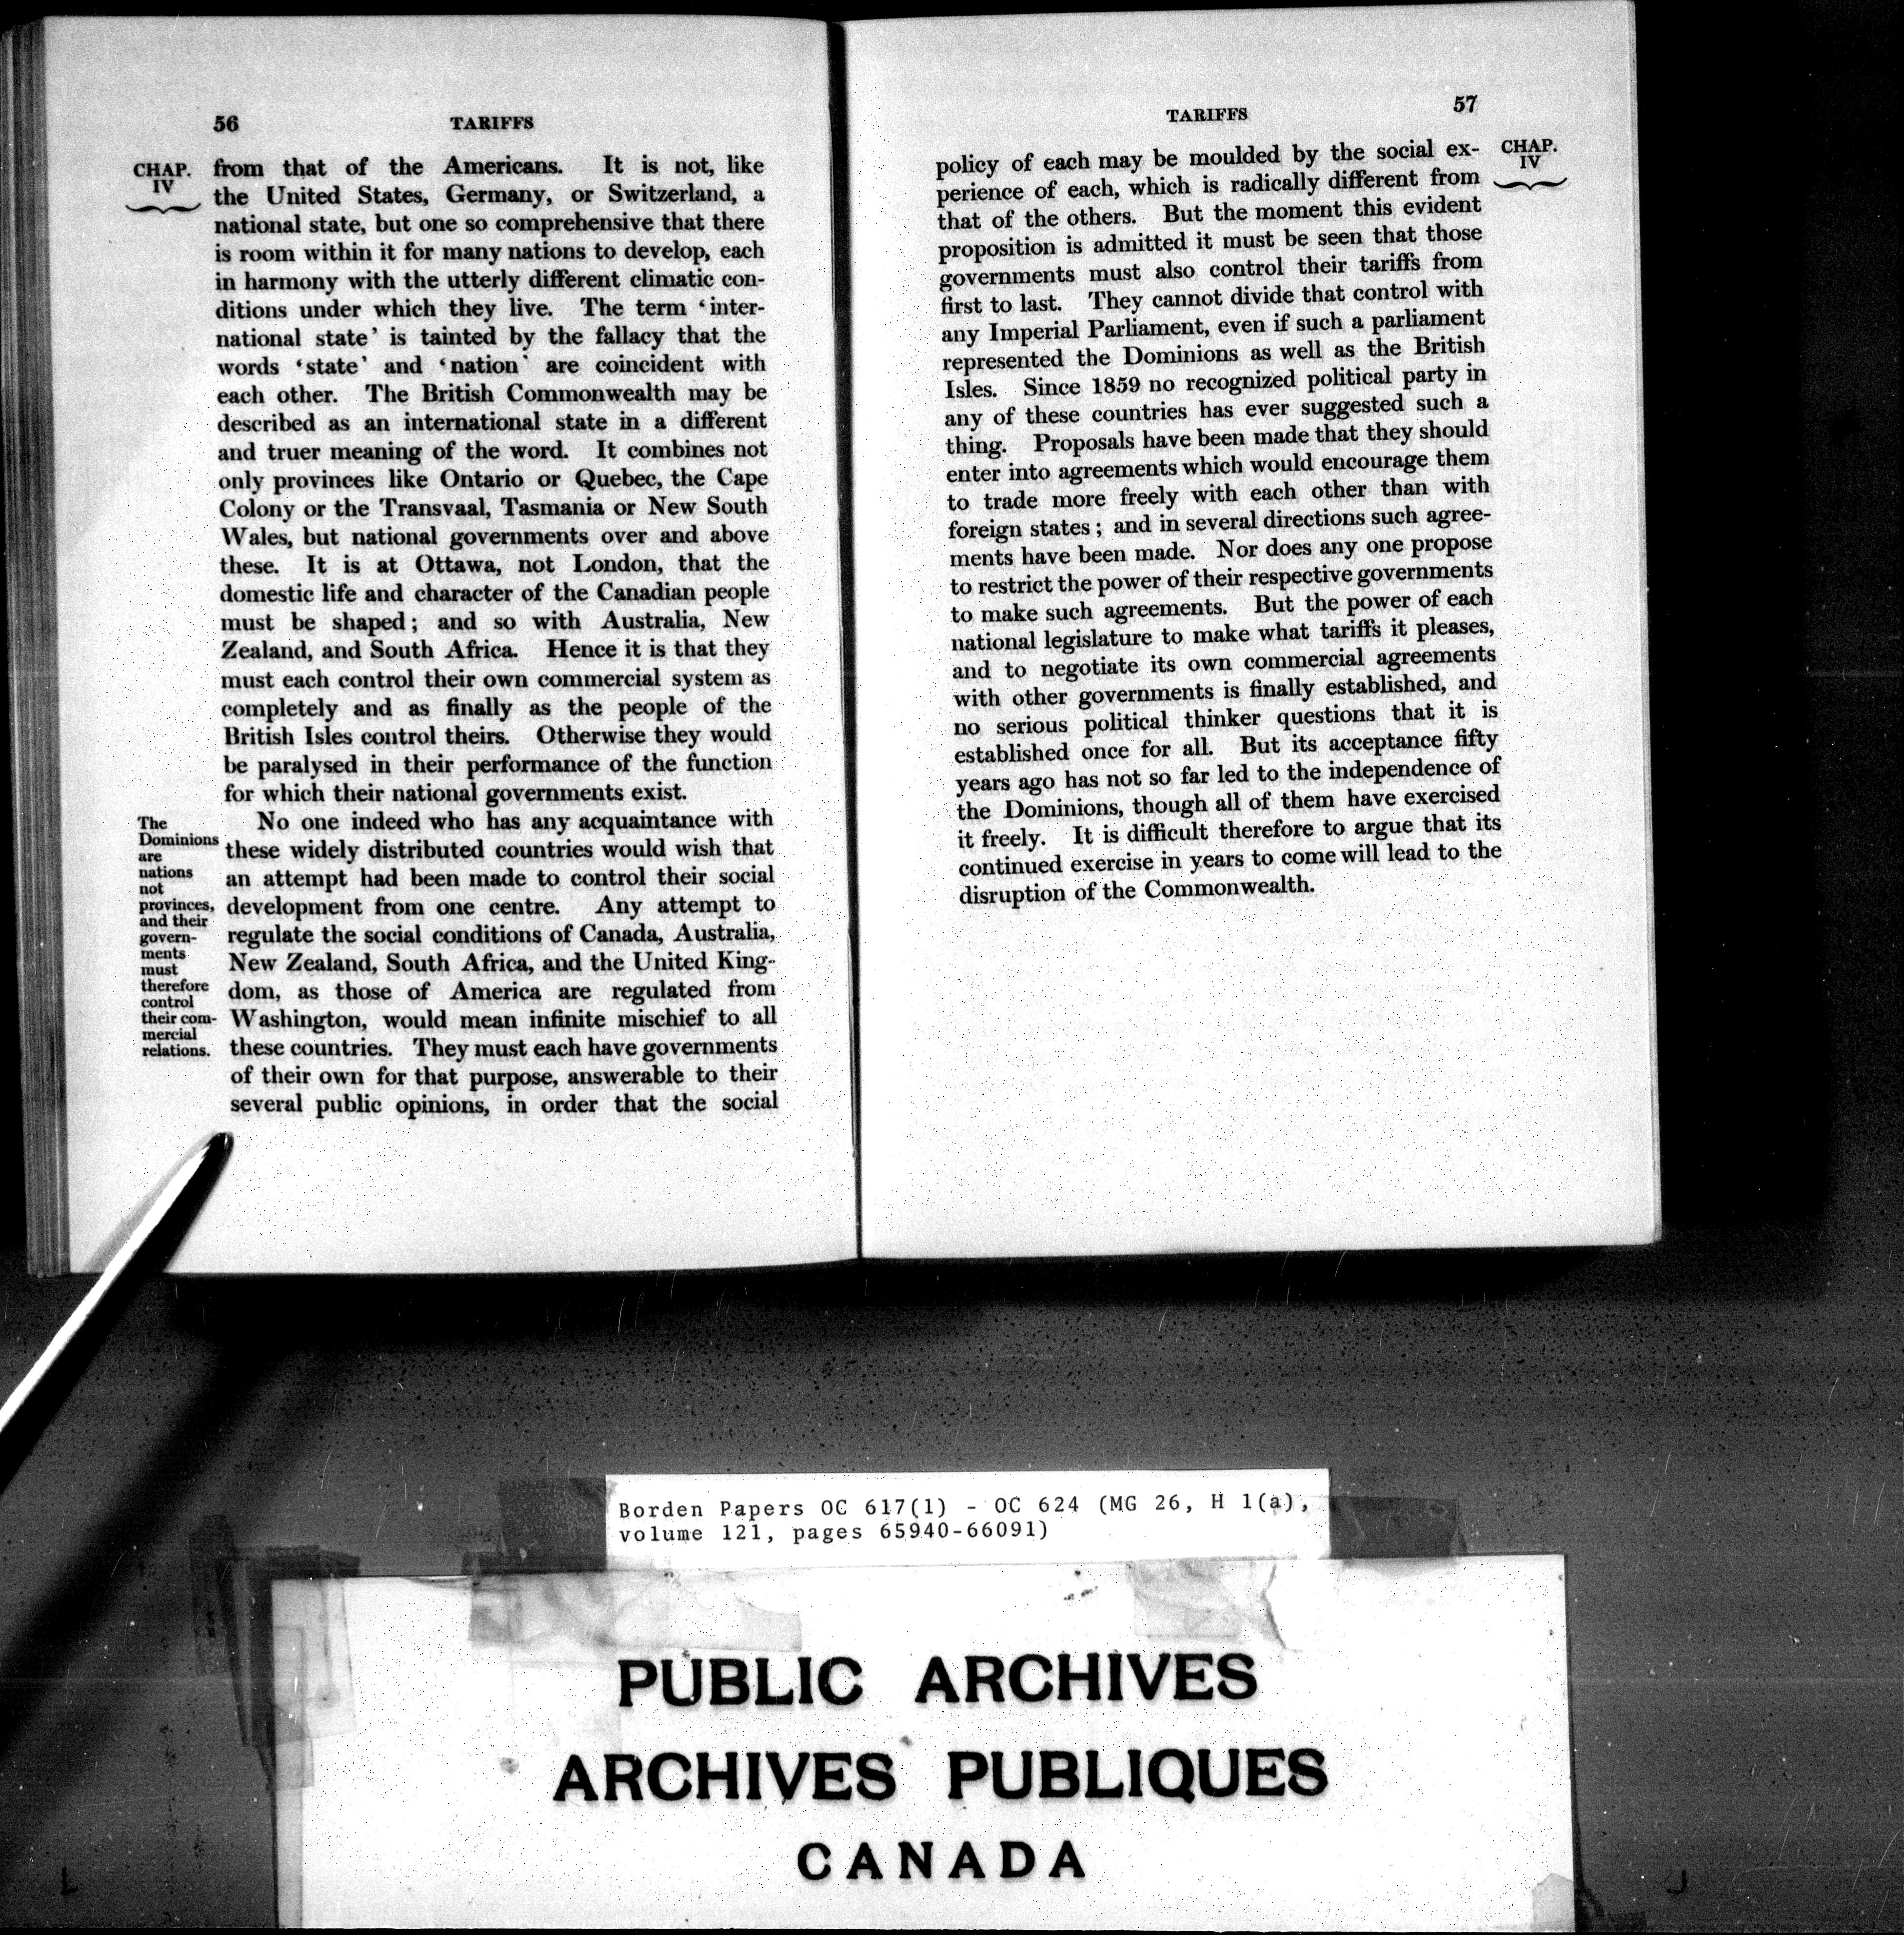 56 TARIFFS
CHAP.
IV
from that of the Americans. It is not, like
the United States, Germany, or Switzerland, a
national state, but one so comprehensive that there
is room within it for many nations to develop, each
in harmony with the utterly different climatic con-
ditions under which they live. The term ‘inter-
national state’ is tainted by the fallacy that the
words ‘state’ and ‘nation’ are coincident with
each other. The British Commonwealth may be
described as an international state in a different
and truer meaning of the word. It combines not
only provinces like Ontario or Quebec, the Cape
Colony or the Transvaal, Tasmania or New South
Wales, but national governments over and above
these. It is at Ottawa, not London, that the
domestic life and character of the Canadian people
must be shaped; and so with Australia, New
Zealand, and South Africa. Hence it is that they
must each control their own commercial system as
completely and as finally as the people of the
British Isles control theirs. Otherwise they would
be paralysed in their performance of the function
for which their national governments exist.
The
Dominions
are
nations
not
provinces,
and their
govern-
ments
must
therefore
control
their com-
mercial
relations.
No one indeed who has any acquaintance with
these widely distributed countries would wish that
an attempt had been made to control their social
development from one centre. Any attempt to
regulate the social conditions of Canada, Australia,
New Zealand, South Africa, and the United King-
dom, as those of America are regulated from
Washington, would mean infinite mischief to all
these countries. They must each have governments
of their own for that purpose, answerable to their
several public opinions, in order that the social
TARIFFS 57
CHAP.
IV
policy of each may be moulded by the social ex-
perience of each, which is radically different from
that of the others. But the moment this evident
proposition is admitted it must be seen that those
governments must also control their tariffs from
first to last. They cannot divide that control with
any Imperial Parliament, even if such a parliament
represented the Dominions as well as the British
Isles. Since 1859 no recognized political party in
any of these countries has ever suggested such a
thing. Proposals have been made that they should
enter into agreements which would encourage them
to trade more freely with each other than with
foreign states; and in several directions such agree-
ments have been made. Nor does any one propose
to restrict the power of their respective governments
to make such agreements. But the power of each
national legislature to make what tariffs it pleases,
and to negotiate its own commercial agreements
with other governments is finally established, and
no serious political thinker questions that it is
established once for all. But its acceptance fifty
years ago has not so far led to the independence of
the Dominions, though all of them have exercised
it freely. It is difficult therefore to argue that its
continued exercise in years to come will lead to the
disruption of the Commonwealth.
Borden Papers OC 617(1) - OC 624 (MG 26, H 1(a),
volume 121, pages 65940-66091)
PUBLIC ARCHIVES
ARCHIVES PUBLIQUES
CANADA